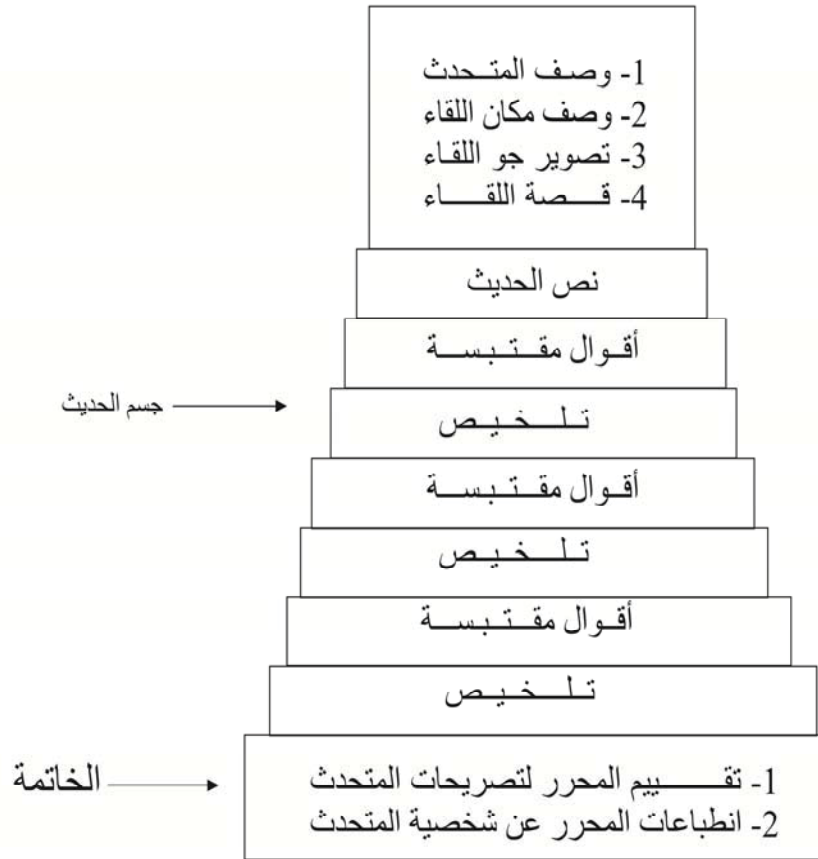 1- وصف المتحدث
2- وصف مكان اللقاء
3- تصوير جو اللقاء
4- قصة اللقاء
نص الحديث
أقوال مقتبسة
جسم الحديث
تلخيص
أقوال مقتبسة
تلخيص
أقوال مقتبسة
تلخيص
الخاتمة
1- تقييم المحرر لتصريحات المتحدث
2- انطباعات المحرر عن شخصية المتحدث